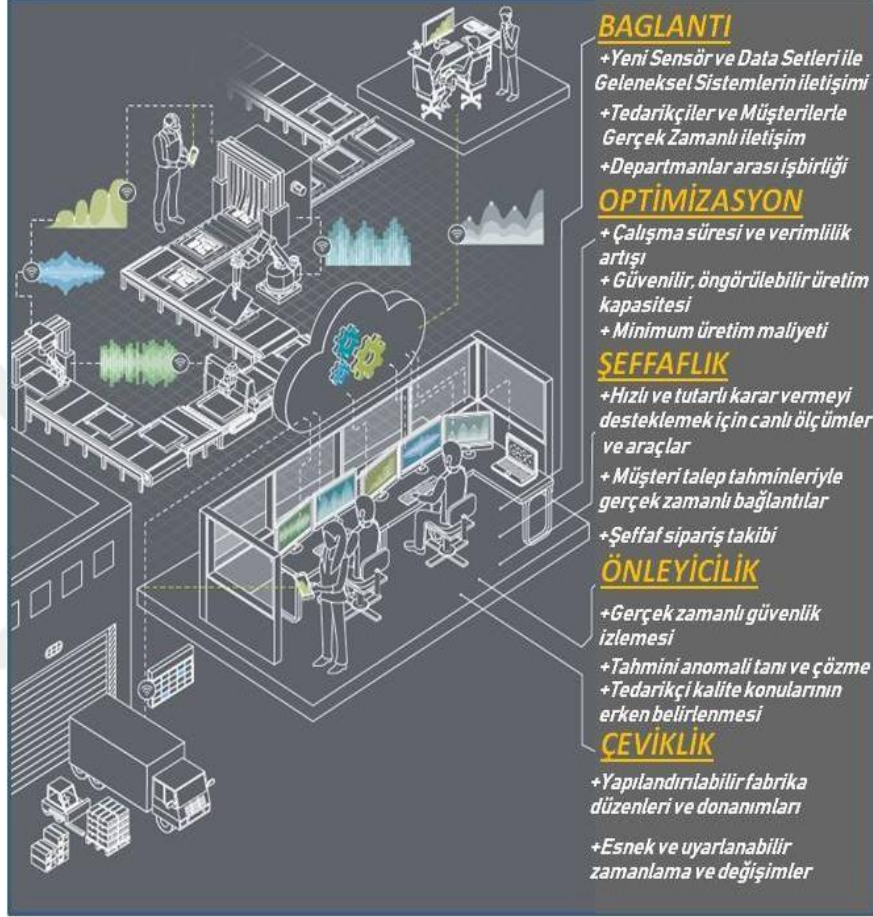 BAGLANTI
+Yeni Sensör ve Data Setleri ile
Geleneksel Sistemlerin iletişimi
+Tedarikçiler ve Müşterilerle
Gerçek Zamanlı iletişim
+Departmanlar arası işbirliği
OPTİMİZASYON
+ Çalışma süresi ve verimlilik
artışı
+ Güvenilir, öngörülebilir üretim
kapasitesi
+ Minimum üretim maliyeti
ŞEFFAFLIK
+Hızlı ve tutarlı karar vermeyi
desteklemek için canlı ölçümler
ve araçlar
+ Müşteri talep tahminleriyle
gerçek zamanlı bağlantılar
+Şeffaf sipariş takibi
ÖNLEYİCİLİK
+Gerçek zamanlı güvenlik
izlemesi
+Tahmini anomali tanı ve çözme
+Tedarikçi kalite konularının
erken belirlenmesi
ÇEVİKLİK
+Yapılandırılabilir fabrika
düzenleri ve donanımları
+Esnek ve uyarlanabilir
zamanlama ve değişimler